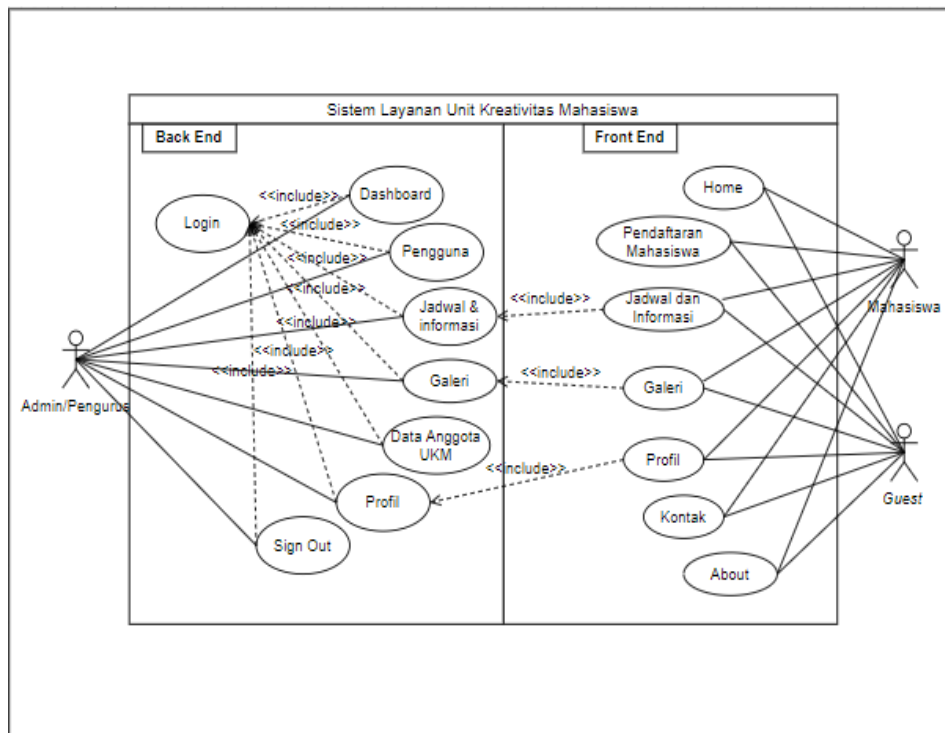 Sistem Layanan Unit Kreativitas Mahasiswa
Back End
Front End
Login
<<include>>
Dashboard
<<include>>
Pengguna
<<include>>
Jadwal &
informasi
<<include>>
Galeri
<<include>>
<<include>>
Data Anggota
UKM
Profil
Sign Out
Admin/Pengurus
<<include>>
<<include>>
<<include>>
Home
Pendaftaran
Mahasiswa
Jadwal dan
Informasi
Galeri
Profil
Kontak
About
Mahasiswa
Guest